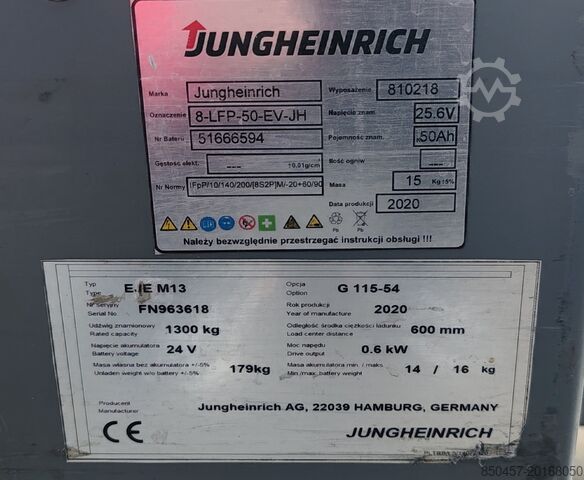 JUNGHEINRICH
Marka Jungheinrich Wyposażenie 810218
Oznaczenie 8-LFP-50-EV-JH Napięcie znam. 25.6V
Nr Baterii 51666594 Pojemność znam. 50Ah
Gęstość elekt. --- ±0,01g/cm Ilość ogniw ---
Nr Normy IFpP/10/140/200/[8S2P]M/-20+60/90 Masa 15 Kg ±5%
Data produkcji 2020
Pb Pb
Należy bezwzględnie przestrzegać instrukcji obsługi !!!
Typ Opcja
Type EJE M13 Option G 115-54
Nr seryjny Rok produkcji
Serial No. FN963618 Year of manufacture 2020
Udźwig znamionowy Odległość środka ciężkości ładunku
Rated capacity 1300 kg Load center distance 600 mm
Napięcie akumulatora Moc napędu
Battery voltage 24 V Drive output 0.6 kW
Masa własna bez akumulatora +/-5% Masa akumulatora min. / maks
Unladen weight w/o battery +/-5% 179kg Min /max battery weight 14 / 16 kg
Producent
Manufacturer Jungheinrich AG, 22039 HAMBURG, GERMANY
CE JUNGHEINRICH
850457-20168050